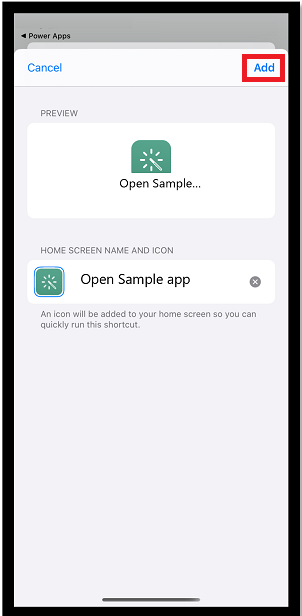 ◀ Power Apps
Cancel Add
PREVIEW
Open Sample...
HOME SCREEN NAME AND ICON
Open Sample app
An icon will be added to your home screen so you can
quickly run this shortcut.